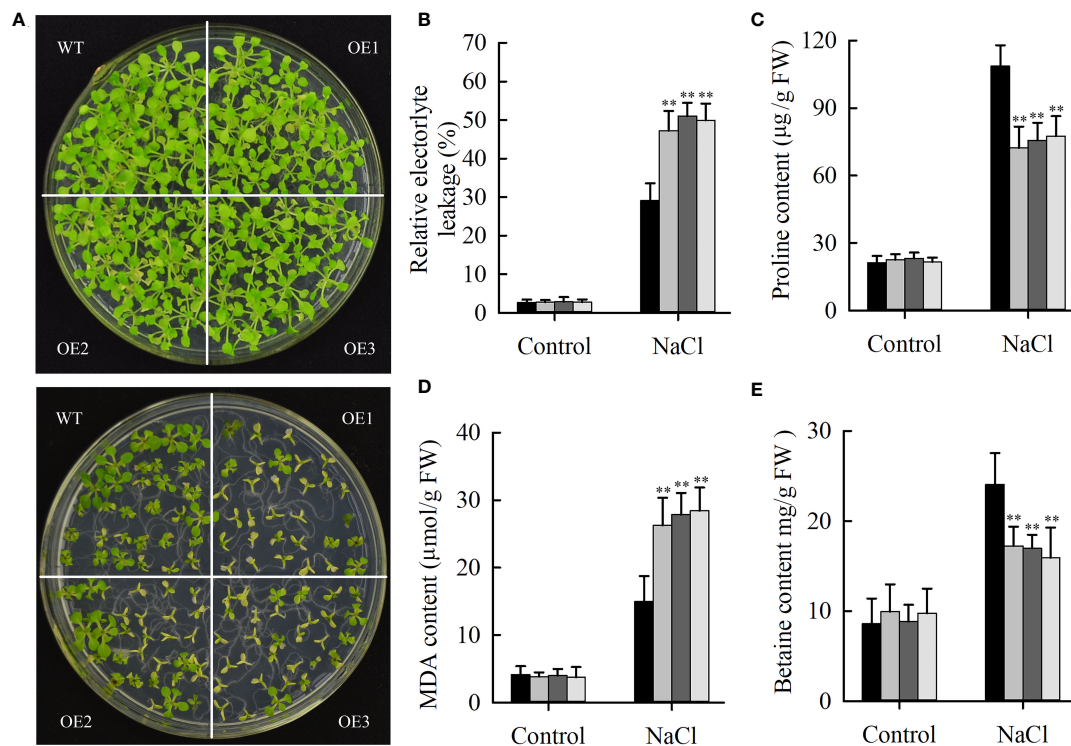 A
WT
OE1
OE2
OE3
WT
OE1
OE2
OE3
B
Relative electorlyte
leakage (%)
70
60
50
40
30
20
10
0
** ** **
Control
NaCl
C
Proline content (μg /g FW)
120
90
60
30
0
** ** **
Control
NaCl
D
MDA content (μmol/g FW)
40
30
20
10
0
** ** **
Control
NaCl
E
Betaine content mg/g FW )
30
20
10
0
** ** **
Control
NaCl